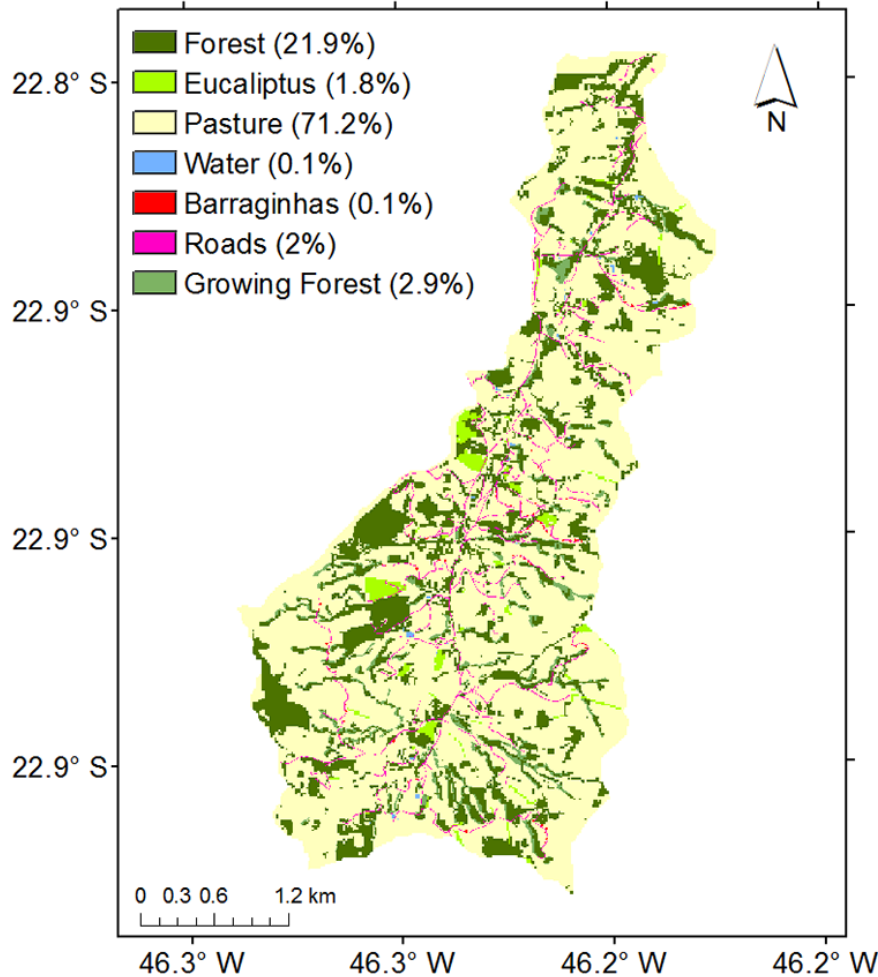 Forest (21.9%)
Eucaliptus (1.8%)
Pasture (71.2%)
Water (0.1%)
Barraginhas (0.1%)
Roads (2%)
Growing Forest (2.9%)
N
22.8° S
22.9° S
22.9° S
22.9° S
0 0.3 0.6 1.2 km
46.3° W 46.3° W 46.2° W 46.2° W